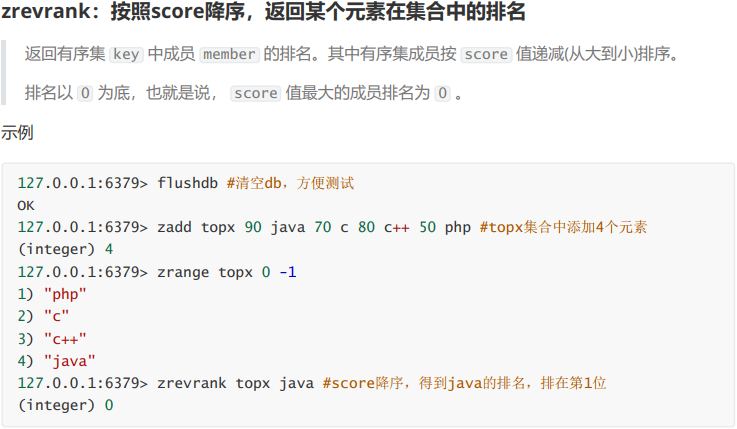 zrevrank：按照score降序，返回某个元素在集合中的排名
返回有序集 key 中成员 member 的排名。其中有序集成员按 score 值递减(从大到小)排序。
排名以 0 为底，也就是说， score 值最大的成员排名为 0 。
示例
127.0.0.1:6379> flushdb #清空db，方便测试
OK
127.0.0.1:6379> zadd topx 90 java 70 c 80 c++ 50 php #topx集合中添加4个元素
(integer) 4
127.0.0.1:6379> zrange topx 0 -1
1) "php"
2) "c"
3) "c++"
4) "java"
127.0.0.1:6379> zrevrank topx java #score降序，得到java的排名，排在第1位
(integer) 0